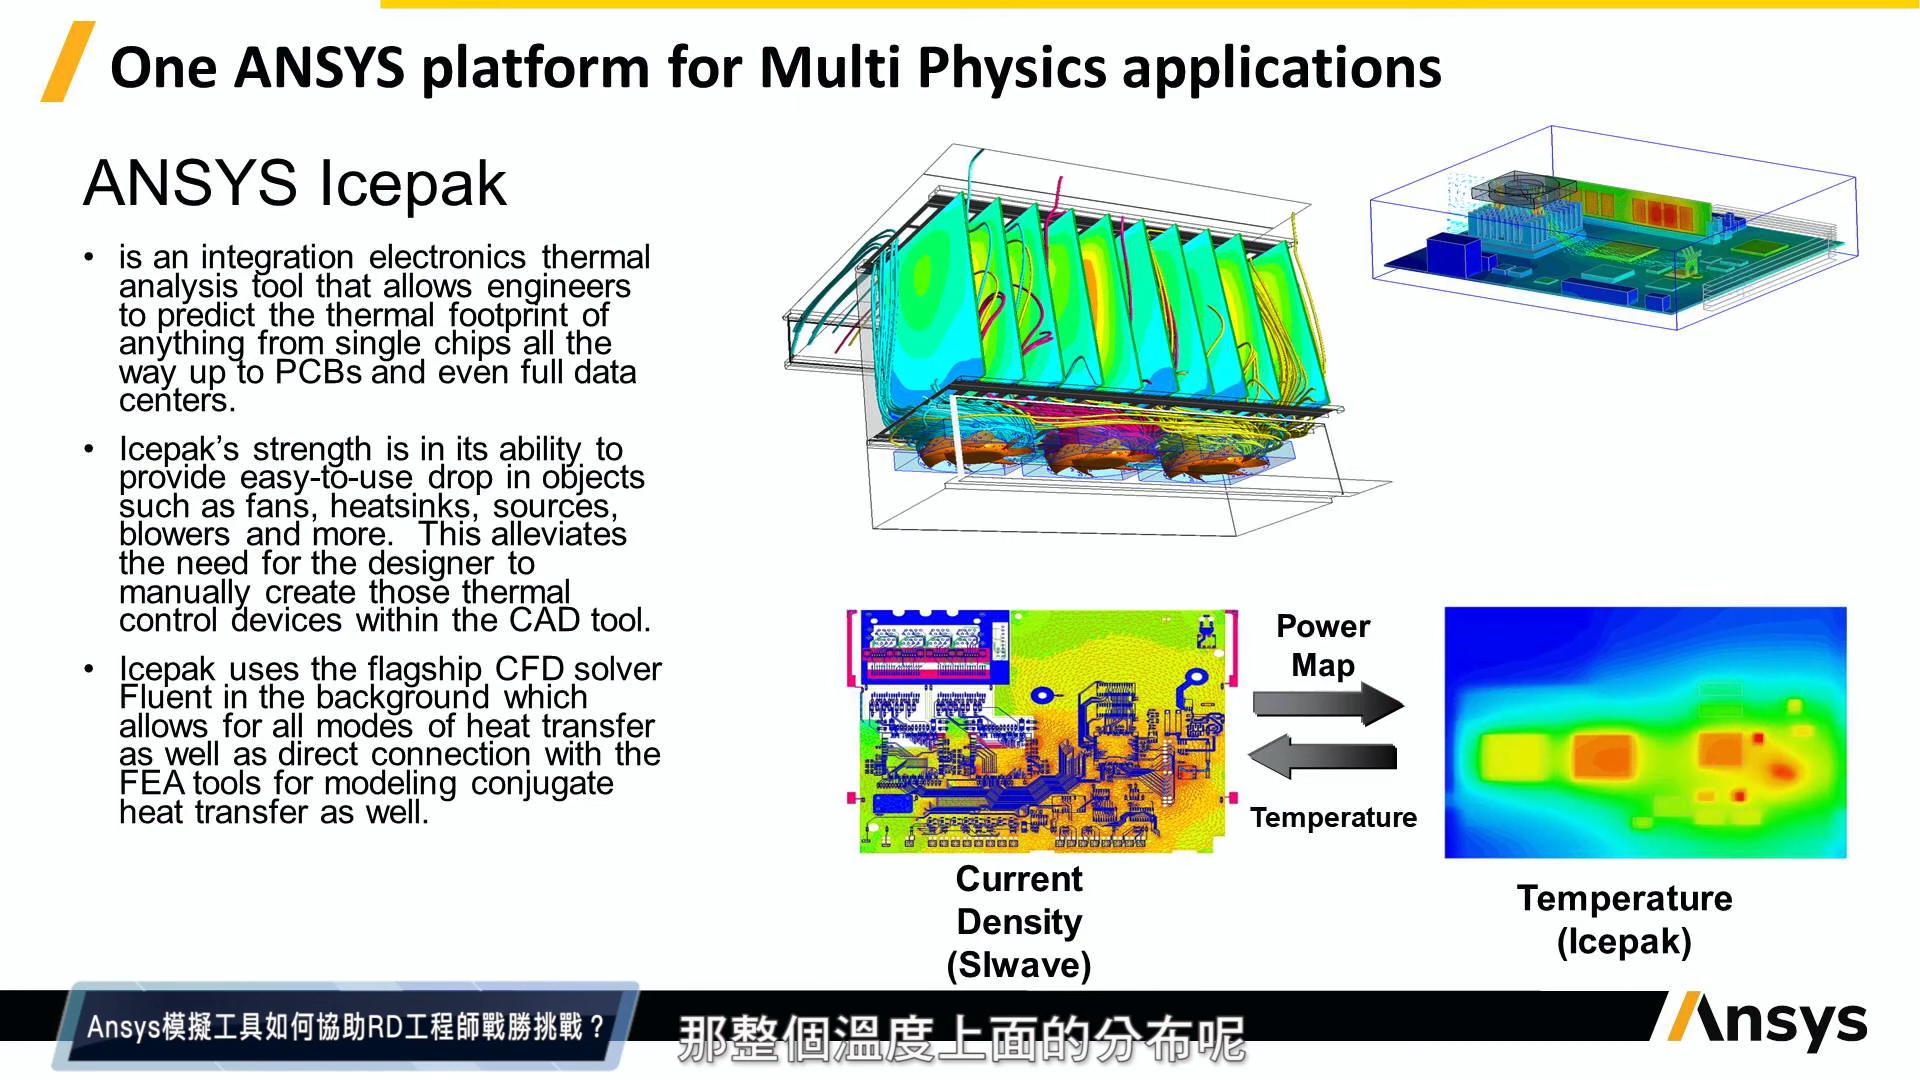 One ANSYS platform for Multi Physics applications
ANSYS Icepak
• is an integration electronics thermal
analysis tool that allows engineers
to predict the thermal footprint of
anything from single chips all the
way up to PCBs and even full data
centers.
• Icepak’s strength is in its ability to
provide easy-to-use drop in objects
such as fans, heatsinks, sources,
blowers and more.  This alleviates
the need for the designer to
manually create those thermal
control devices within the CAD tool.
• Icepak uses the flagship CFD solver
Fluent in the background which
allows for all modes of heat transfer
as well as direct connection with the
FEA tools for modeling conjugate
heat transfer as well.
Power
Map
Temperature
Current
Density
(SIwave)
Temperature
(Icepak)
Ansys模擬工具如何協助RD工程師戰勝挑戰？
那整個溫度上面的分布呢
Ansys